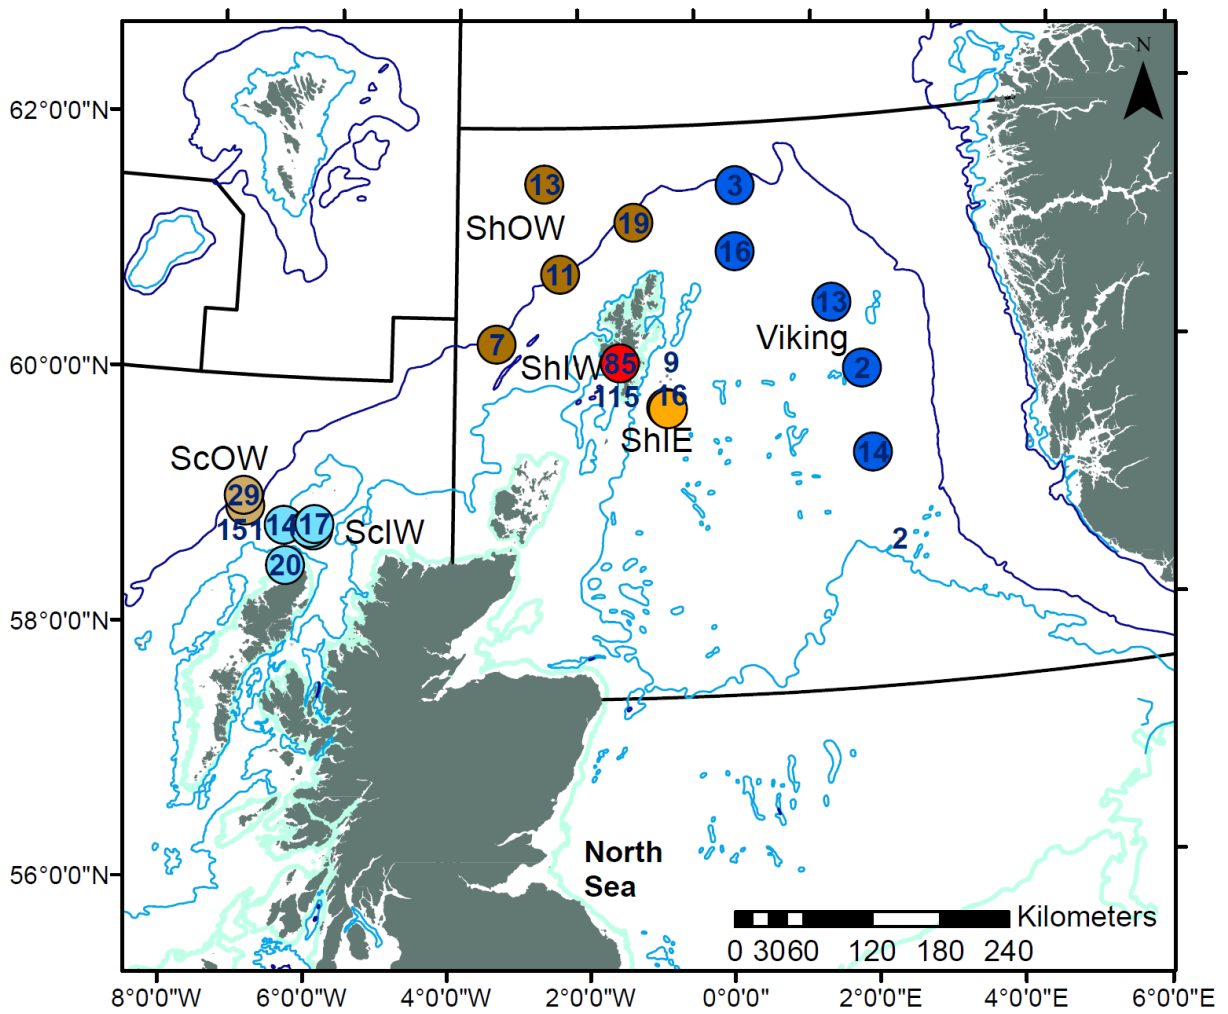 N
62°0'0"N
13
3
19
ShOW
16
11
13
Viking
7
60°0'0"N
ShIW
85
9
2
115
16
ShIE
14
ScOW
29
151
14
17
ScIW
2
20
58°0'0"N
North
Sea
56°0'0"N
Kilometers
0 30 60 120 180 240
8°0'0"W 6°0'0"W 4°0'0"W 2°0'0"W 0°0'0"E 2°0'0"E 4°0'0"E 6°0'0"E